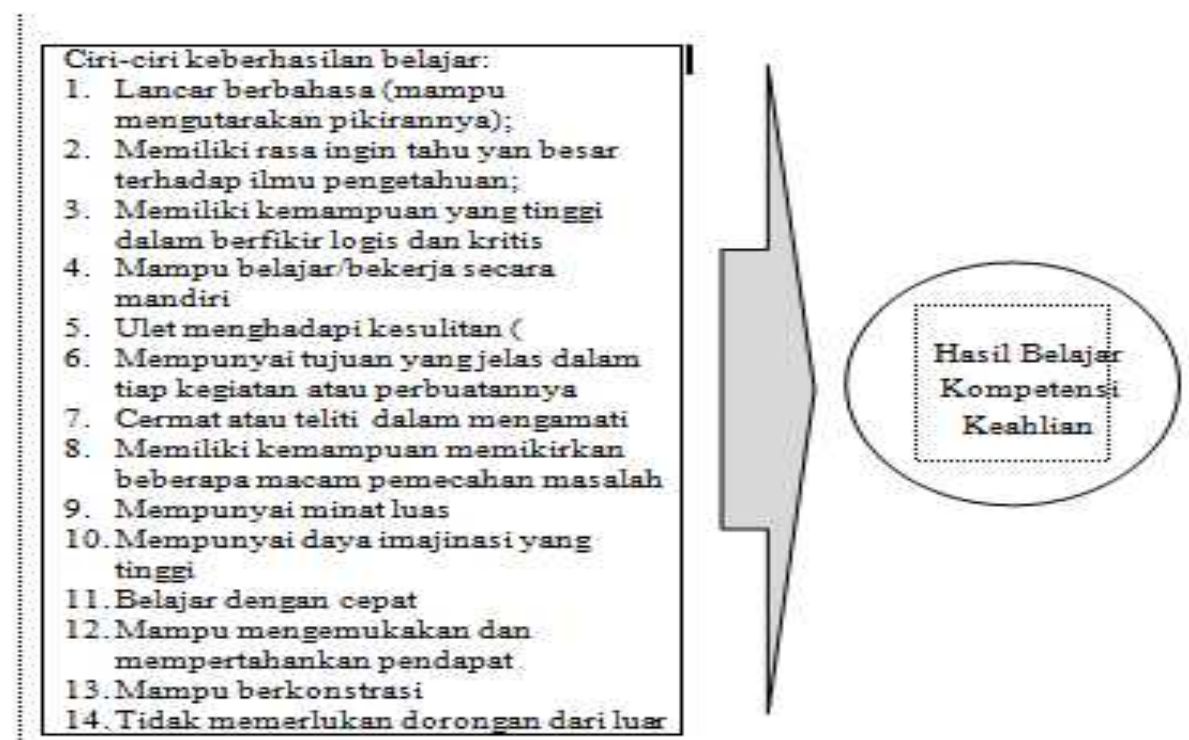 Ciri-ciri keberhasilan belajar:
1. Lancar berbahasa (mampu
mengutarakan pikirannya);
2. Memiliki rasa ingin tahu yan besar
terhadap ilmu pengetahuan;
3. Memiliki kemampuan yang tinggi
dalam berfikir logis dan kritis
4. Mampu belajar/bekerja secara
mandiri
5. Ulet menghadapi kesulitan (
6. Mempunyai tujuan yang jelas dalam
tiap kegiatan atau perbuatannya
7. Cermat atau teliti dalam mengamati
8. Memiliki kemampuan memikirkan
beberapa macam pemecahan masalah
9. Mempunyai minat luas
10. Mempunyai daya imajinasi yang
tinggi
11. Belajar dengan cepat
12. Mampu mengemukakan dan
mempertahankan pendapat
13. Mampu berkonstrasi
14. Tidak memerlukan dorongan dari luar
Hasil Belajar
Kompetensi
Keahlian